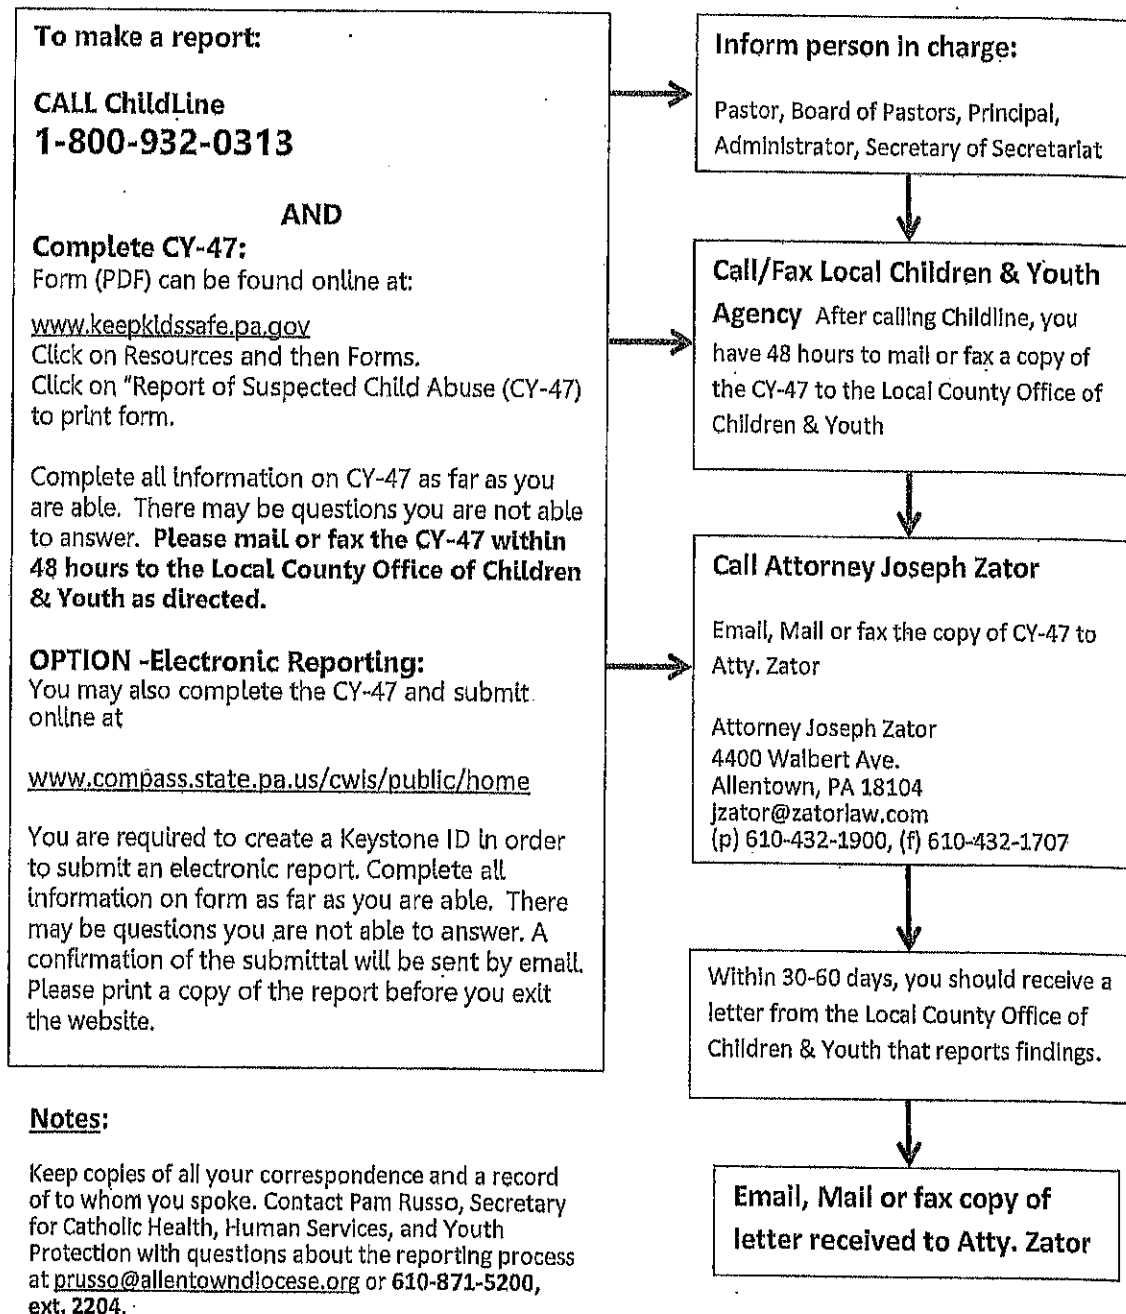 To make a report:
CALL ChildLine
1-800-932-0313
AND
Complete CY-47:
Form (PDF) can be found online at:
www.keepkidssafe.pa.gov
Click on Resources and then Forms.
Click on "Report of Suspected Child Abuse (CY-47)
to print form.
Complete all information on CY-47 as far as you
are able. There may be questions you are not able
to answer. Please mail or fax the CY-47 within
48 hours to the Local County Office of Children
& Youth as directed.
OPTION -Electronic Reporting:
You may also complete the CY-47 and submit
online at
www.compass.state.pa.us/cwis/public/home
You are required to create a Keystone ID in order
to submit an electronic report. Complete all
information on form as far as you are able. There
may be questions you are not able to answer. A
confirmation of the submittal will be sent by email.
Please print a copy of the report before you exit
the website.
Notes:
Keep copies of all your correspondence and a record
of to whom you spoke. Contact Pam Russo, Secretary
for Catholic Health, Human Services, and Youth
Protection with questions about the reporting process
at prusso@allentowndiocese.org or 610-871-5200,
ext. 2204.
Inform person in charge:
Pastor, Board of Pastors, Principal,
Administrator, Secretary of Secretariat
Call/Fax Local Children & Youth
Agency After calling Childline, you
have 48 hours to mail or fax a copy of
the CY-47 to the Local County Office of
Children & Youth
Call Attorney Joseph Zator
Email, Mail or fax the copy of CY-47 to
Atty. Zator
Attorney Joseph Zator
4400 Walbert Ave.
Allentown, PA 18104
jzator@zatorlaw.com
(p) 610-432-1900, (f) 610-432-1707
Within 30-60 days, you should receive a
letter from the Local County Office of
Children & Youth that reports findings.
Email, Mail or fax copy of
letter received to Atty. Zator